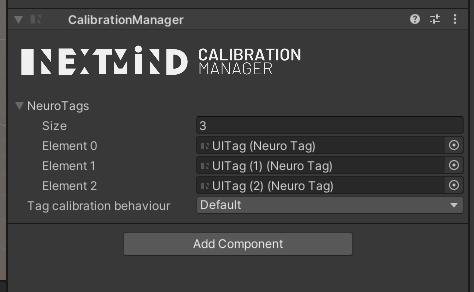 CalibrationManager
NEXTMIND CALIBRATION
MANAGER
NeuroTags
Size 3
Element 0 UITag (Neuro Tag)
Element 1 UITag (1) (Neuro Tag)
Element 2 UITag (2) (Neuro Tag)
Tag calibration behaviour Default
Add Component